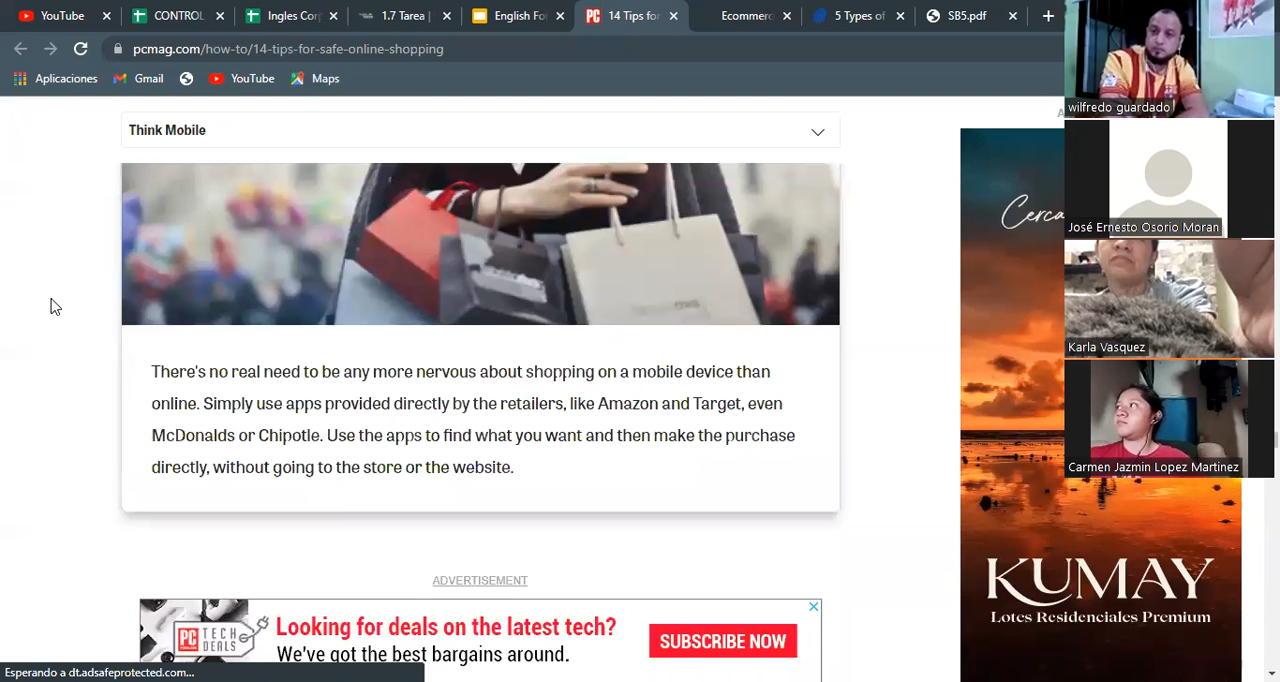 YouTube
CONTROL
Ingles Cor
1.7 Tarea |
English Fo
PC
14 Tips for
Ecommerc
5 Types of
SB5.pdf
pcmag.com/how-to/14-tips-for-safe-online-shopping
Aplicaciones
Gmail
YouTube
Maps
Think Mobile
There's no real need to be any more nervous about shopping on a mobile device than
online. Simply use apps provided directly by the retailers, like Amazon and Target, even
McDonalds or Chipotle. Use the apps to find what you want and then make the purchase
directly, without going to the store or the website.
ADVERTISEMENT
PC TECH
DEALS
Looking for deals on the latest tech?
We've got the best bargains around.
SUBSCRIBE NOW
Esperando a dt.adsafeprotected.com...
Cerca
KUMAY
Lotes Residenciales Premium
wilfredo guardado
José Ernesto Osorio Moran
Karla Vasquez
Carmen Jazmin Lopez Martinez